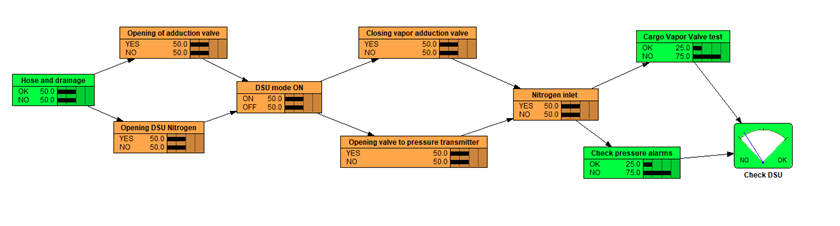 Opening of adduction valve
YES 50.0
NO 50.0
Closing vapor adduction valve
YES 50.0
NO 50.0
Cargo Vapor Valve test
OK 25.0
NO 75.0
Hose and drainage
OK 50.0
NO 50.0
DSU mode ON
ON 50.0
OFF 50.0
Nitrogen inlet
YES 50.0
NO 50.0
Opening DSU Nitrogen
YES 50.0
NO 50.0
Opening valve to pressure transmitter
YES 50.0
NO 50.0
Check pressure alarms
OK 25.0
NO 75.0
NO OK
Check DSU